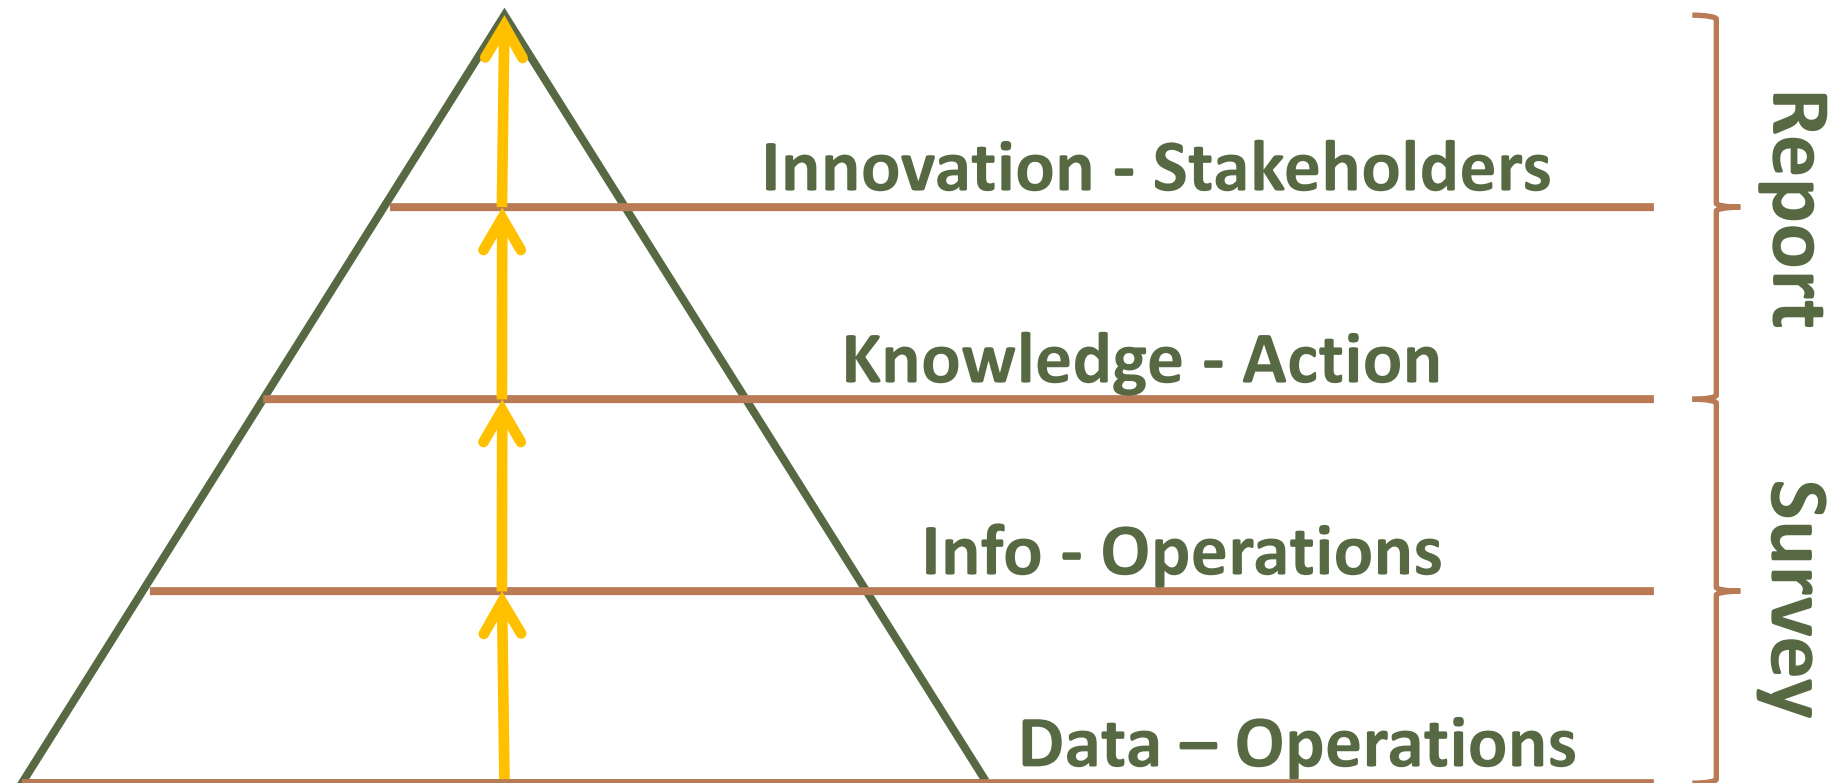 Innovation - Stakeholders
Knowledge - Action
Info - Operations
Data – Operations
Report
Survey